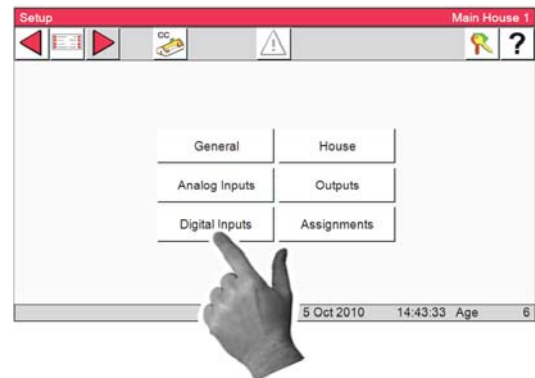 Setup Main House 1
CC ?
General House
Analog Inputs Outputs
Digital Inputs Assignments
5 Oct 2010 14:43:33 Age 6